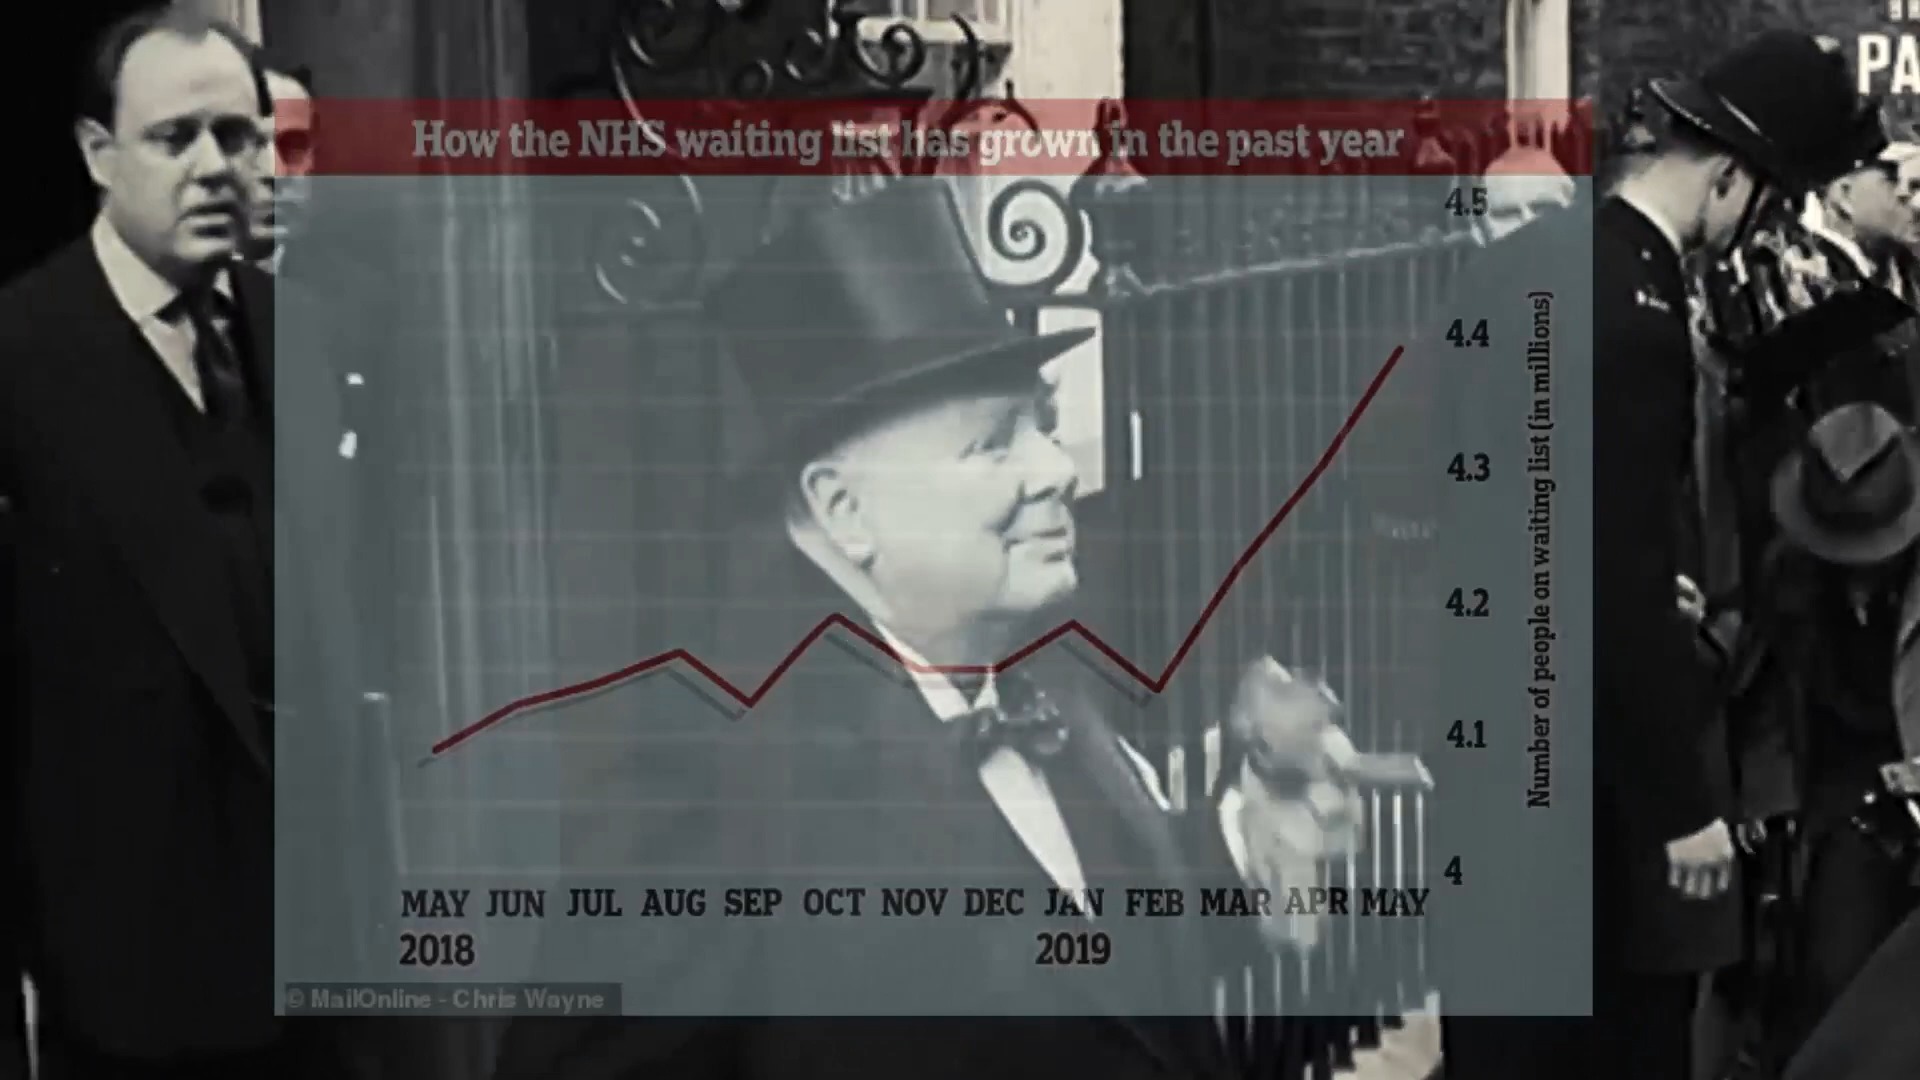 PA
How the NHS waiting list has grown in the past year
4.5
4.4
4.3
4.2
4.1
4
Number of people on waiting list (in millions)
MAY JUN JUL AUG SEP OCT NOV DEC JAN FEB MAR APR MAY
2018 2019
© MailOnline - Chris Wayne